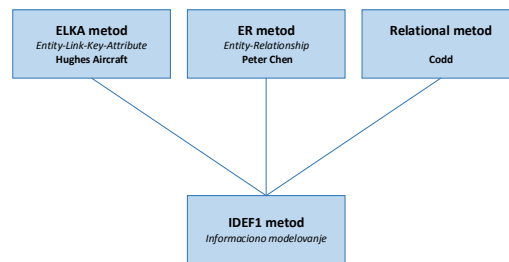 ELKA metod
Entity-Link-Key-Attribute
Hughes Aircraft
ER metod
Entity-Relationship
Peter Chen
Relational metod
Codd
IDEF1 metod
Informaciono modelovanje